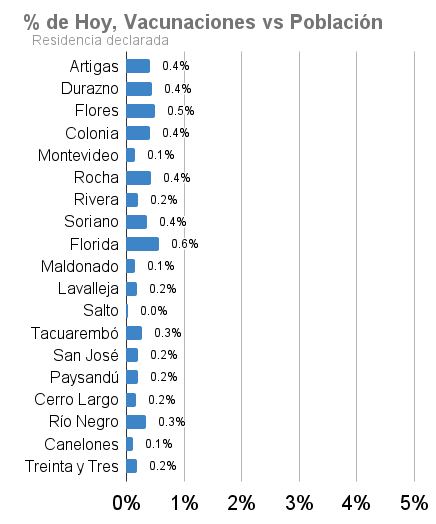 % de Hoy, Vacunaciones vs Población
Residencia declarada
Artigas 0.4%
Durazno 0.4%
Flores 0.5%
Colonia 0.4%
Montevideo 0.1%
Rocha 0.4%
Rivera 0.2%
Soriano 0.4%
Florida 0.6%
Maldonado 0.1%
Lavalleja 0.2%
Salto 0.0%
Tacuarembó 0.3%
San José 0.2%
Paysandú 0.2%
Cerro Largo 0.2%
Río Negro 0.3%
Canelones 0.1%
Treinta y Tres 0.2%
0% 1% 2% 3% 4% 5%